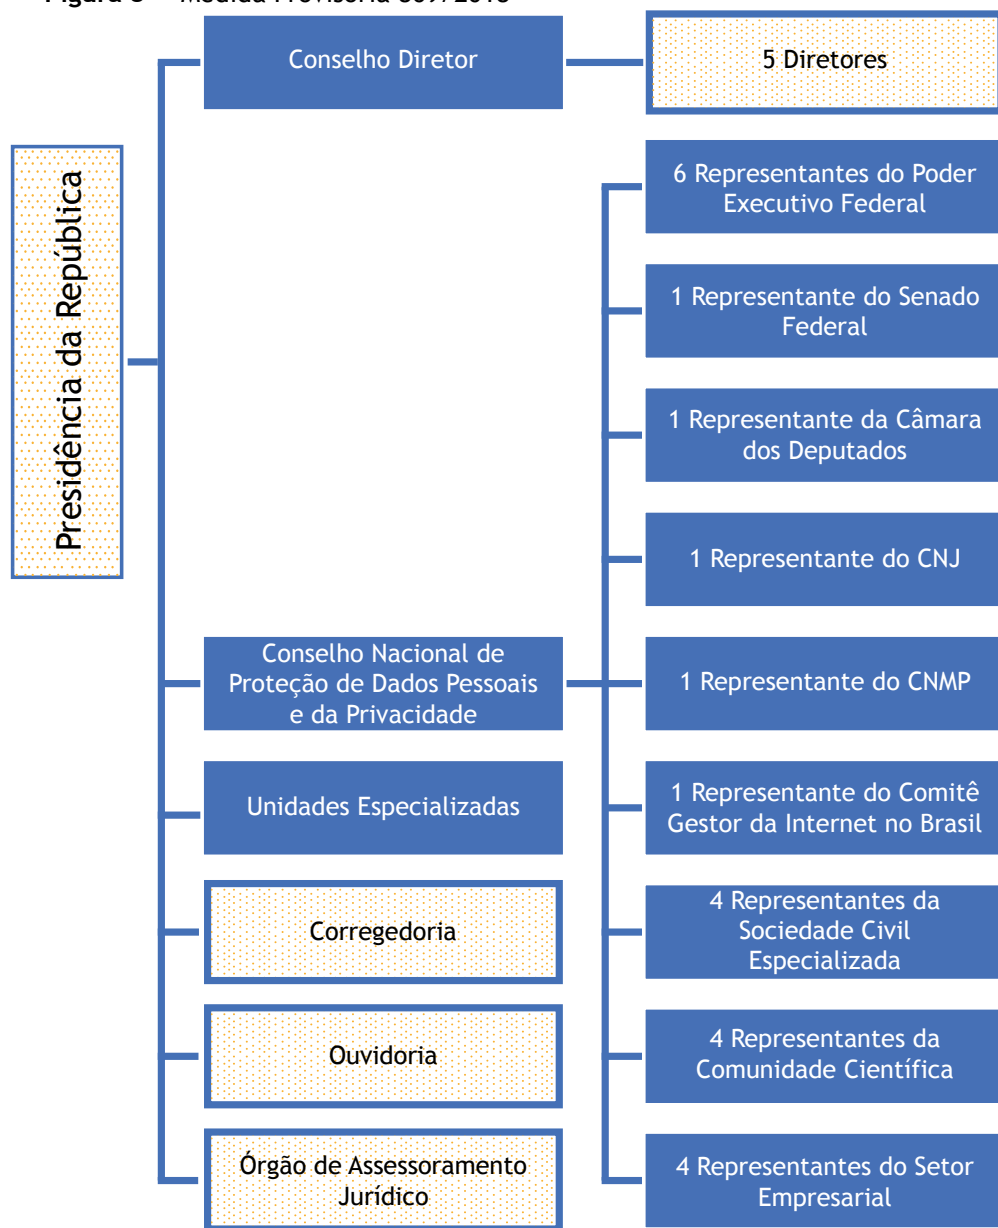 Conselho Diretor
5 Diretores
Presidência da República
6 Representantes do Poder
Executivo Federal
1 Representante do Senado
Federal
1 Representante da Câmara
dos Deputados
1 Representante do CNJ
Conselho Nacional de
Proteção de Dados Pessoais
e da Privacidade
1 Representante do CNMP
Unidades Especializadas
1 Representante do Comitê
Gestor da Internet no Brasil
Corregedoria
4 Representantes da
Sociedade Civil
Especializada
Ouvidoria
4 Representantes da
Comunidade Científica
Órgão de Assessoramento
Jurídico
4 Representantes do Setor
Empresarial